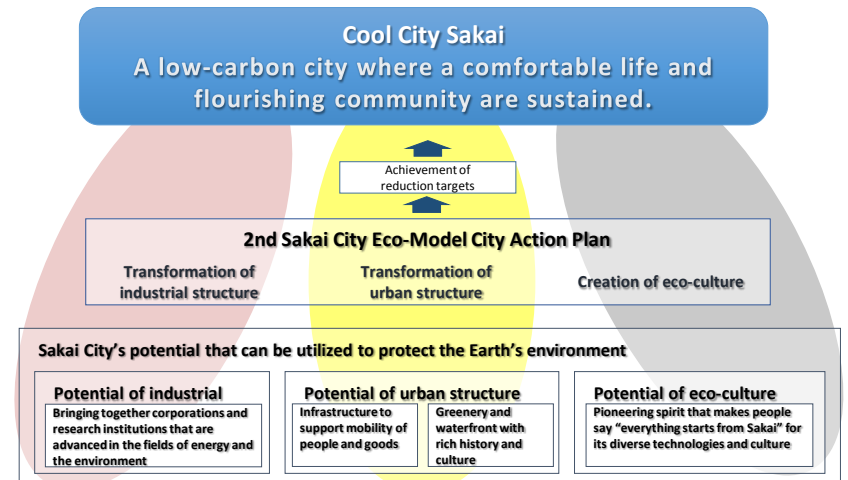 Cool City Sakai
A low-carbon city where a comfortable life and
flourishing community are sustained.
Achievement of
reduction targets
2nd Sakai City Eco-Model City Action Plan
Transformation of
industrial structure
Transformation of
urban structure
Creation of eco-culture
Sakai City’s potential that can be utilized to protect the Earth’s environment
Potential of industrial
Bringing together corporations and
research institutions that are
advanced in the fields of energy and
the environment
Potential of urban structure
Infrastructure to
support mobility of
people and goods
Greenery and
waterfront with
rich history and
culture
Potential of eco-culture
Pioneering spirit that makes people
say “everything starts from Sakai” for
its diverse technologies and culture